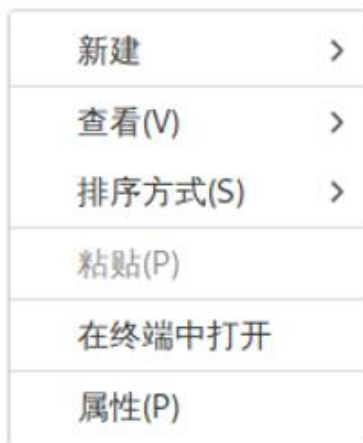 新建
查看(V)
排序方式(S)
粘贴(P)
在终端中打开
属性(P)